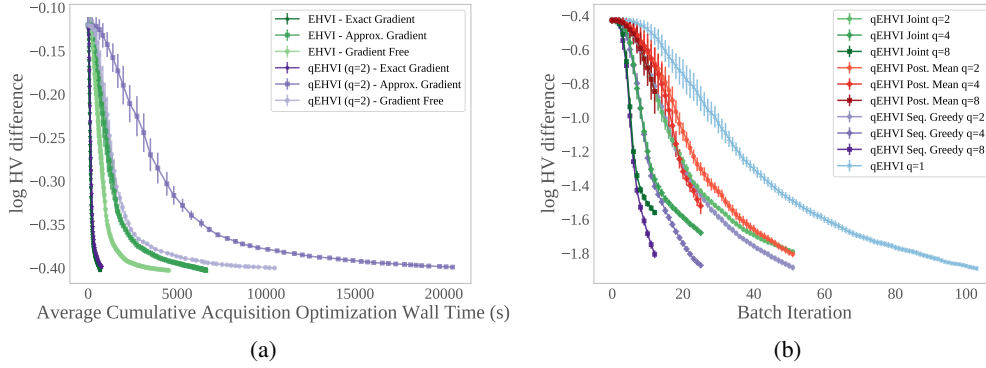 −0.10
−0.15
−0.20
−0.25
−0.30
−0.35
−0.40
log HV difference
0
5000
10000
15000
20000
Average Cumulative Acquisition Optimization Wall Time (s)
EHVI - Exact Gradient
EHVI - Approx. Gradient
EHVI - Gradient Free
qEHVI (q=2) - Exact Gradient
qEHVI (q=2) - Approx. Gradient
qEHVI (q=2) - Gradient Free
(a)
−0.4
−0.6
−0.8
−1.0
−1.2
−1.4
−1.6
−1.8
log HV difference
0
20
40
60
80
100
Batch Iteration
qEHVI Joint q=2
qEHVI Joint q=4
qEHVI Joint q=8
qEHVI Post. Mean q=2
qEHVI Post. Mean q=4
qEHVI Post. Mean q=8
qEHVI Seq. Greedy q=2
qEHVI Seq. Greedy q=4
qEHVI Seq. Greedy q=8
qEHVI q=1
(b)